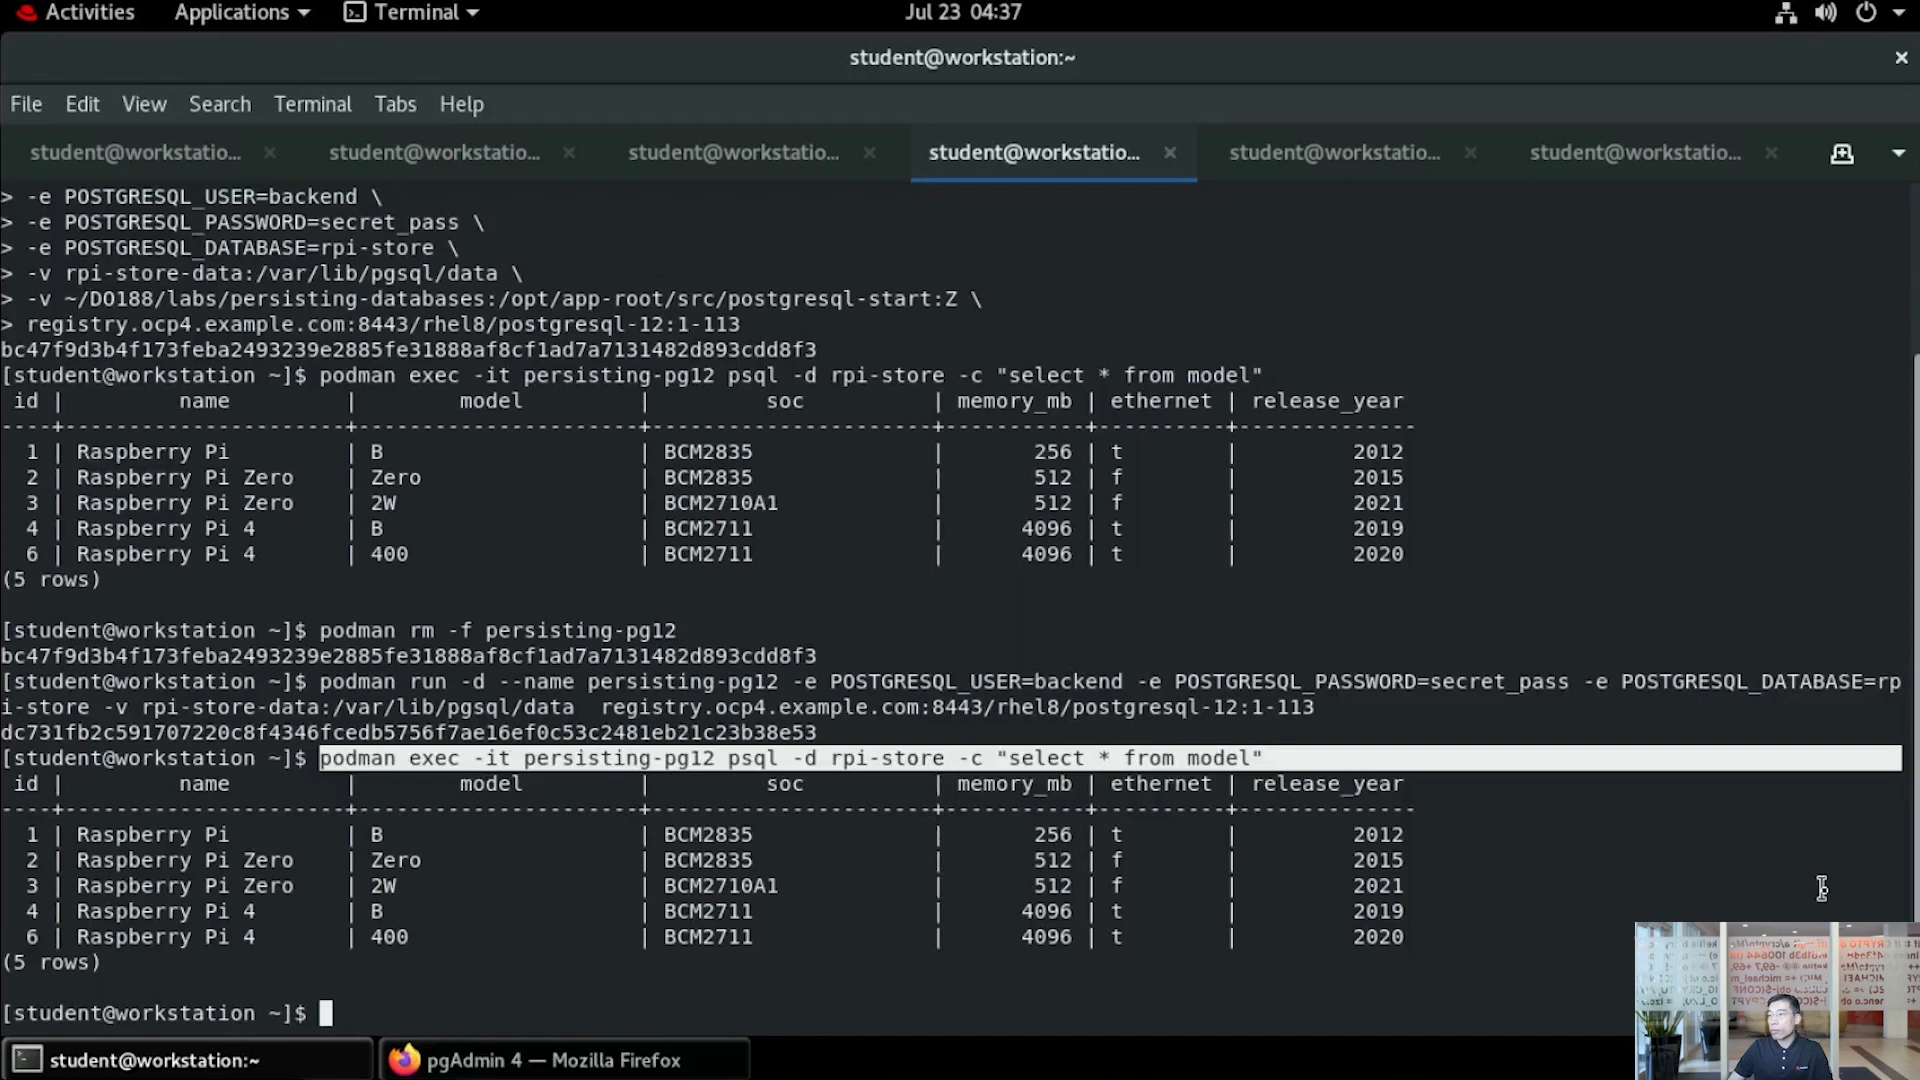 Activities Applications Terminal Jul 23 04:37
student@workstation:~
File Edit View Search Terminal Tabs Help
student@workstatio... student@workstatio... student@workstatio... student@workstatio... student@workstatio... student@workstatio...
> -e POSTGRESQL_USER=backend \
> -e POSTGRESQL_PASSWORD=secret_pass \
> -e POSTGRESQL_DATABASE=rpi-store \
> -v rpi-store-data:/var/lib/pgsql/data \
> -v ~/DO188/labs/persisting-databases:/opt/app-root/src/postgresql-start:Z \
> registry.ocp4.example.com:8443/rhel8/postgresql-12:1-113
bc47f9d3b4f173feba2493239e2885fe31888af8cf1ad7a7131482d893cdd8f3
[student@workstation ~]$ podman exec -it persisting-pg12 psql -d rpi-store -c "select * from model"
id | name | model | soc | memory_mb | ethernet | release_year
----+----------------------+----------------------+----------------------+-----------+----------+--------------
1 | Raspberry Pi | B | BCM2835 | 256 | t | 2012
2 | Raspberry Pi Zero | Zero | BCM2835 | 512 | f | 2015
3 | Raspberry Pi Zero | 2W | BCM2710A1 | 512 | f | 2021
4 | Raspberry Pi 4 | B | BCM2711 | 4096 | t | 2019
6 | Raspberry Pi 4 | 400 | BCM2711 | 4096 | t | 2020
(5 rows)
[student@workstation ~]$ podman rm -f persisting-pg12
bc47f9d3b4f173feba2493239e2885fe31888af8cf1ad7a7131482d893cdd8f3
[student@workstation ~]$ podman run -d --name persisting-pg12 -e POSTGRESQL_USER=backend -e POSTGRESQL_PASSWORD=secret_pass -e POSTGRESQL_DATABASE=rp
i-store -v rpi-store-data:/var/lib/pgsql/data registry.ocp4.example.com:8443/rhel8/postgresql-12:1-113
dc731fb2c591707220c8f4346fcedb5756f7ae16ef0c53c2481eb21c23b38e53
[student@workstation ~]$ podman exec -it persisting-pg12 psql -d rpi-store -c "select * from model"
id | name | model | soc | memory_mb | ethernet | release_year
----+----------------------+----------------------+----------------------+-----------+----------+--------------
1 | Raspberry Pi | B | BCM2835 | 256 | t | 2012
2 | Raspberry Pi Zero | Zero | BCM2835 | 512 | f | 2015
3 | Raspberry Pi Zero | 2W | BCM2710A1 | 512 | f | 2021
4 | Raspberry Pi 4 | B | BCM2711 | 4096 | t | 2019
6 | Raspberry Pi 4 | 400 | BCM2711 | 4096 | t | 2020
(5 rows)
[student@workstation ~]$
student@workstation:~ pgAdmin 4 — Mozilla Firefox